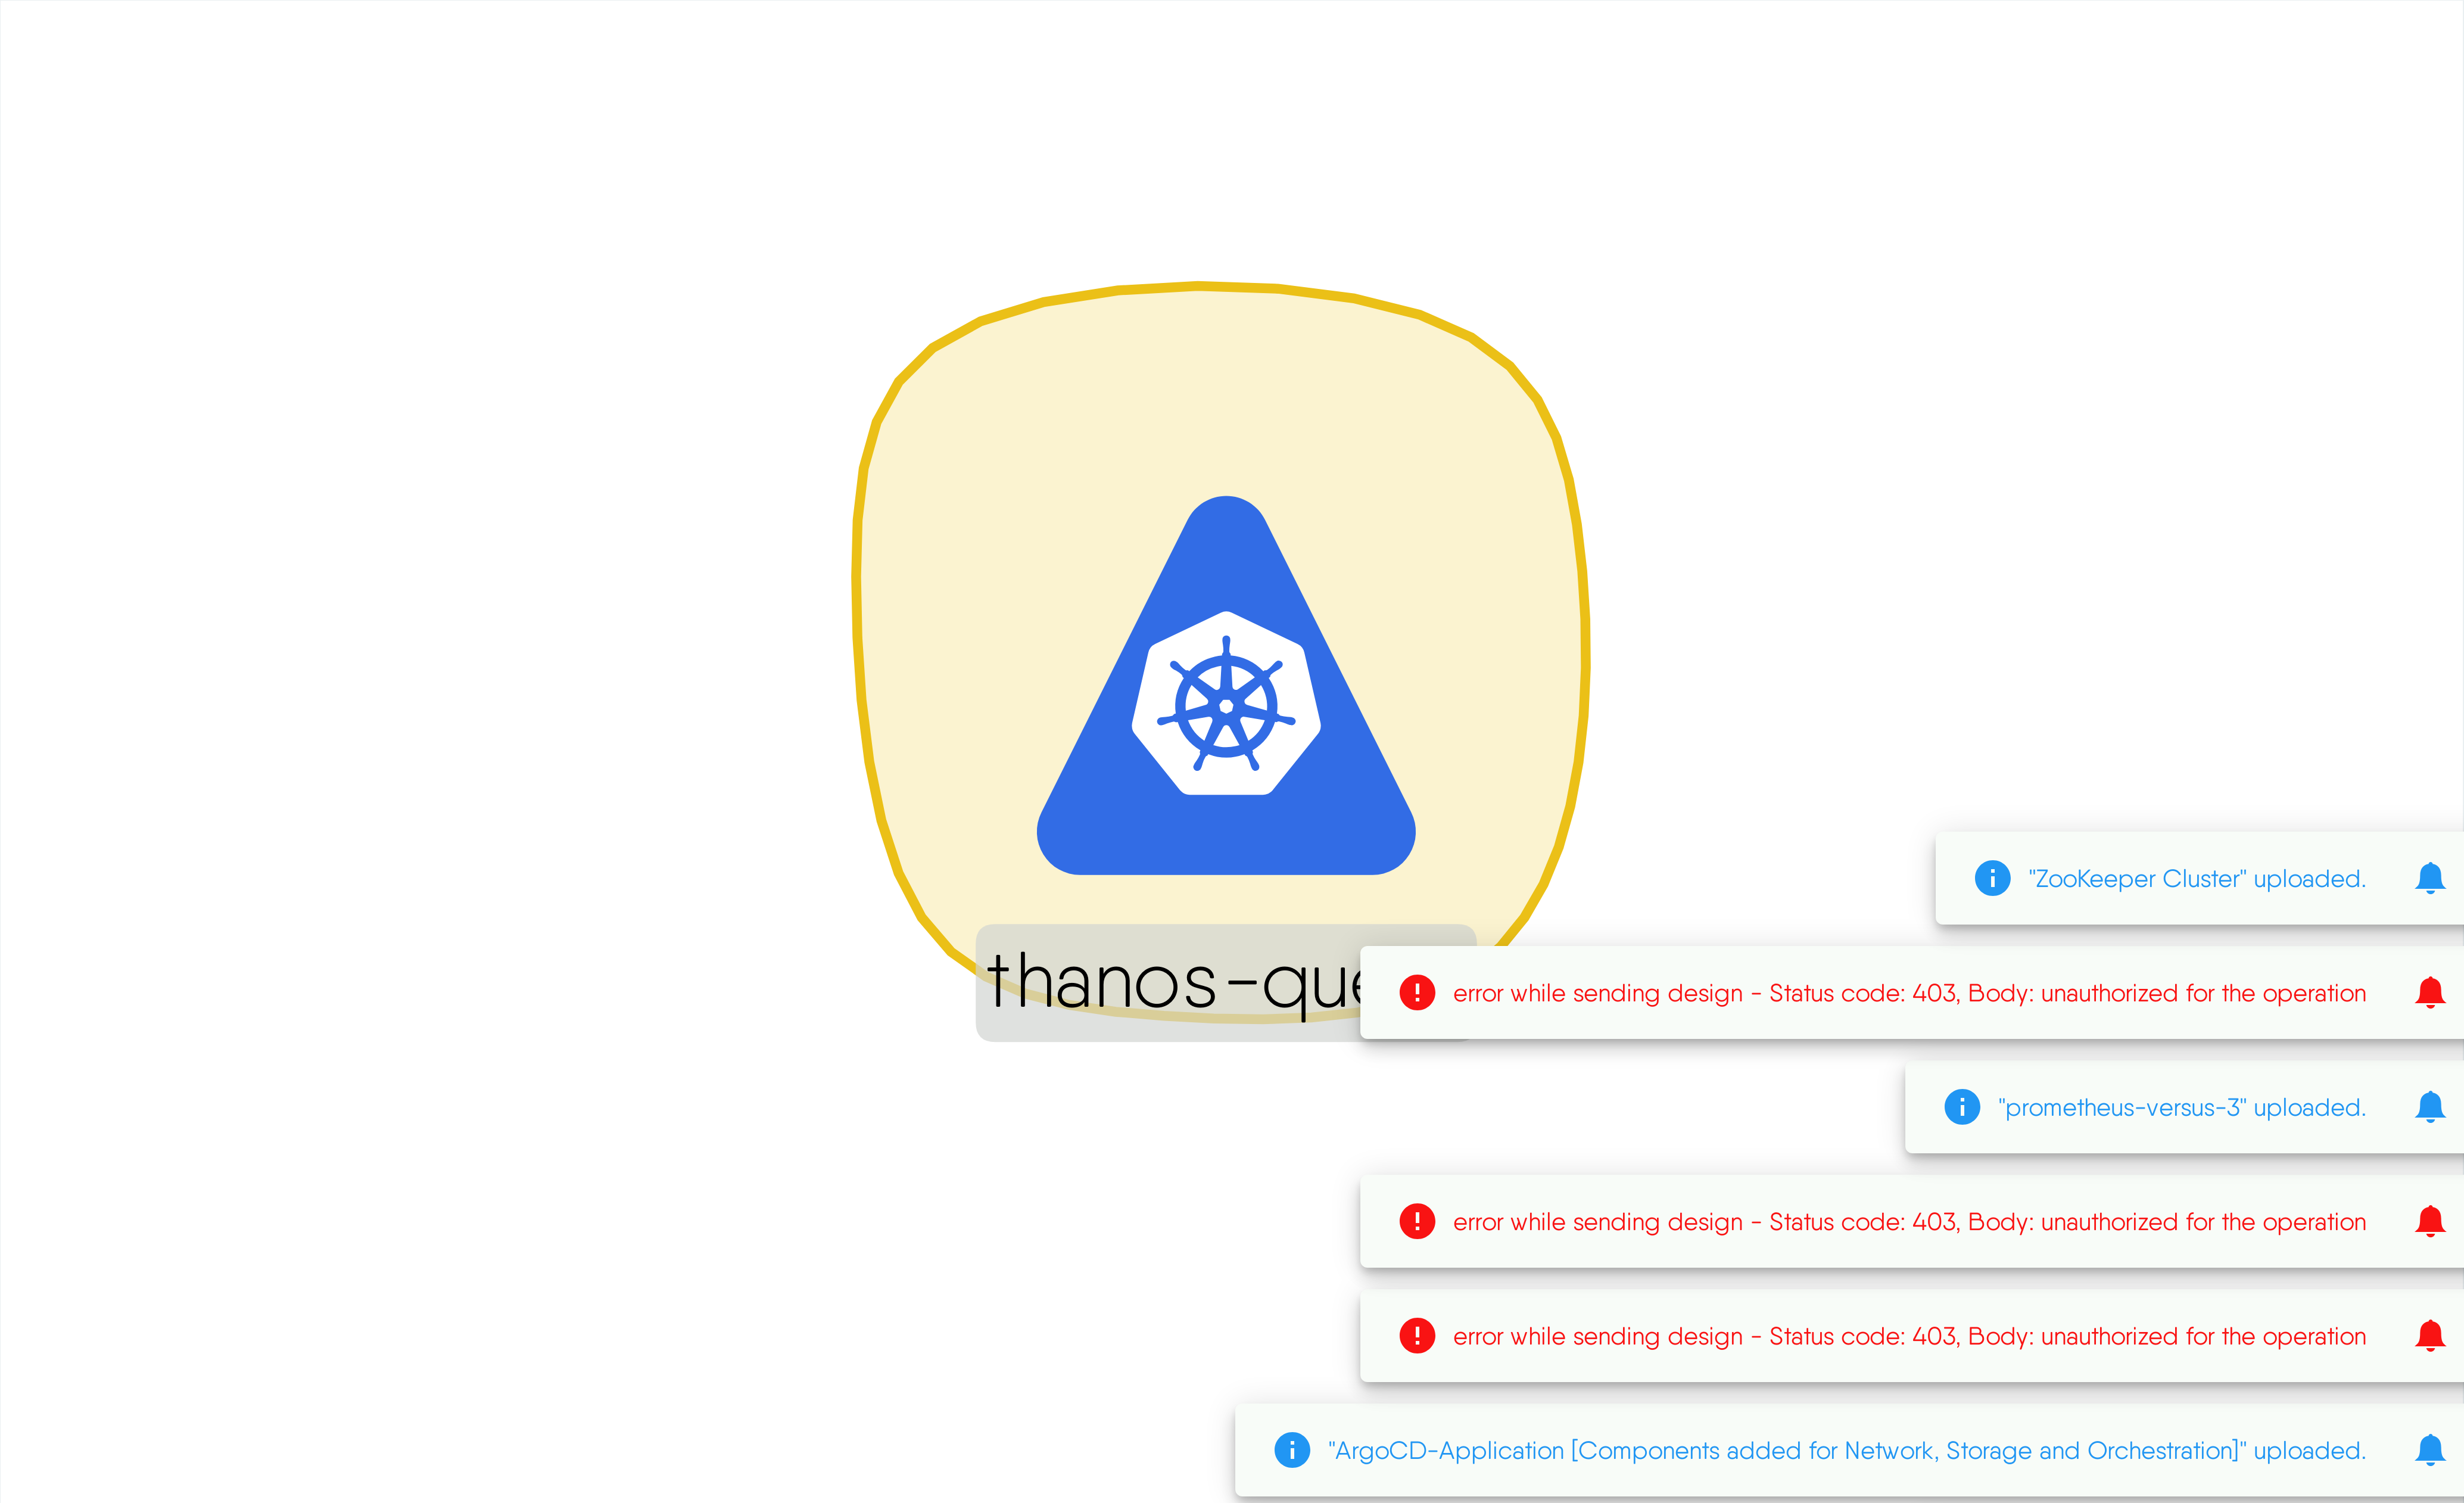 "ZooKeeper Cluster" uploaded.
error while sending design - Status code: 403, Body: unauthorized for the operation
"prometheus-versus-3" uploaded.
error while sending design - Status code: 403, Body: unauthorized for the operation
error while sending design - Status code: 403, Body: unauthorized for the operation
"ArgoCD-Application [Components added for Network, Storage and Orchestration]" uploaded.